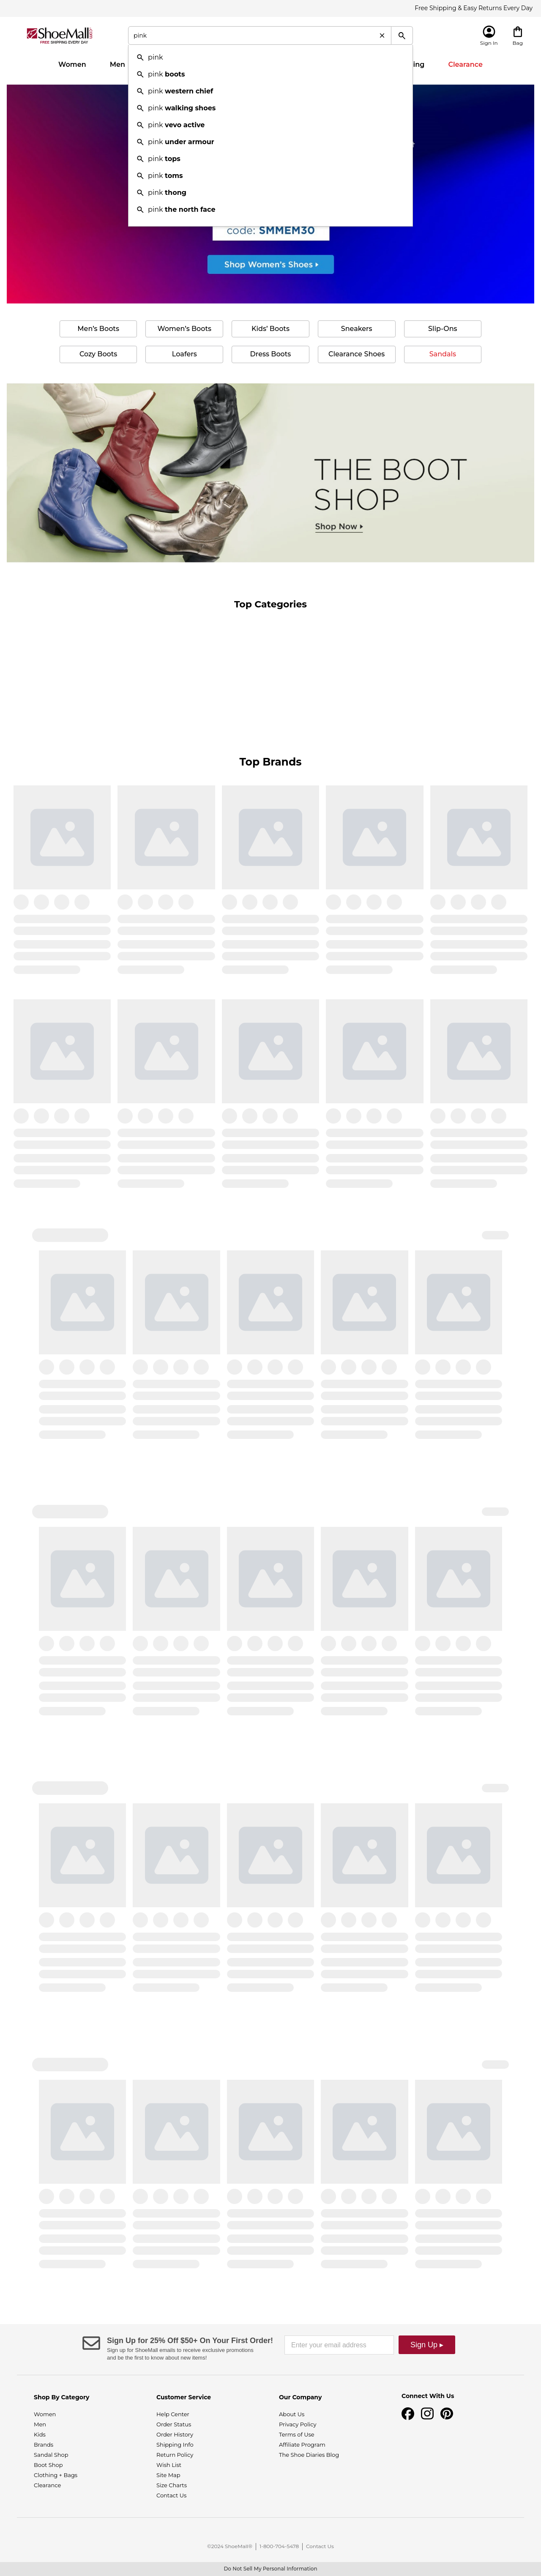 Free Shipping & Easy Returns Every Day
ShoeMall
FREE SHIPPING EVERY DAY
pink
Sign In
Bag
Women
Men
Clearance
pink
pink boots
pink western chief
pink walking shoes
pink vevo active
pink under armour
pink tops
pink toms
pink thong
pink the north face
code: SMMEM30
Shop Women's Shoes
Men's Boots
Women's Boots
Kids' Boots
Sneakers
Slip-Ons
Cozy Boots
Loafers
Dress Boots
Clearance Shoes
Sandals
THE BOOT
SHOP
Shop Now
Top Categories
Top Brands
Sign Up for 25% Off $50+ On Your First Order!
Sign up for ShoeMall emails to receive exclusive promotions
and be the first to know about new items!
Enter your email address
Sign Up ▸
Shop By Category
Women
Men
Kids
Brands
Sandal Shop
Boot Shop
Clothing + Bags
Clearance
Customer Service
Help Center
Order Status
Order History
Shipping Info
Return Policy
Wish List
Site Map
Size Charts
Contact Us
Our Company
About Us
Privacy Policy
Terms of Use
Affiliate Program
The Shoe Diaries Blog
Connect With Us
©2024 ShoeMall®
1-800-704-5478
Contact Us
Do Not Sell My Personal Information